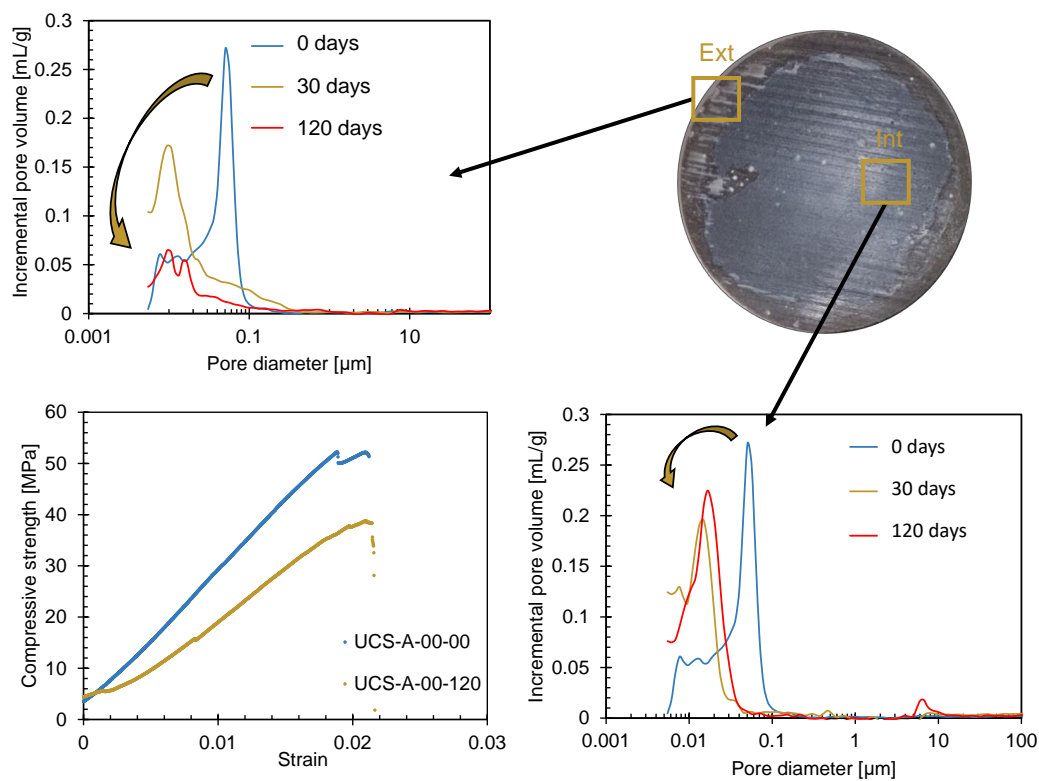 Incremental pore volume [mL/g]
0.3
0.25
0.2
0.15
0.1
0.05
0
0 days
30 days
120 days
0.001
0.1
10
Pore diameter [µm]
Ext
Int
Compressive strength [MPa]
60
50
40
30
20
10
0
UCS-A-00-00
UCS-A-00-120
0
0.01
0.02
0.03
Strain
Incremental pore volume [mL/g]
0.3
0.25
0.2
0.15
0.1
0.05
0
0 days
30 days
120 days
0.001
0.01
0.1
1
10
100
Pore diameter [µm]